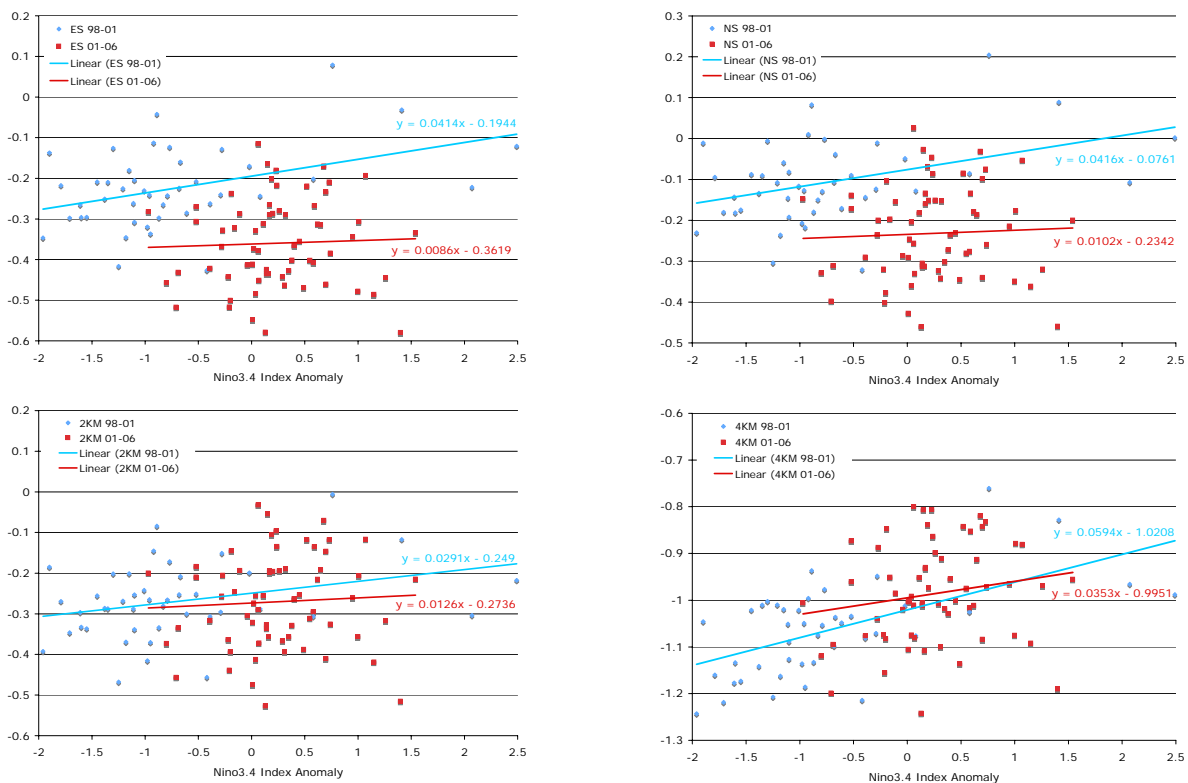 0.2
0.1
0
-0.1
-0.2
-0.3
-0.4
-0.5
-0.6
ES 98-01
ES 01-06
Linear (ES 98-01)
Linear (ES 01-06)
y = 0.0414x - 0.1944
y = 0.0086x - 0.3619
-2 -1.5 -1 -0.5 0 0.5 1 1.5 2 2.5
Nino3.4 Index Anomaly
0.3
0.2
0.1
0
-0.1
-0.2
-0.3
-0.4
-0.5
NS 98-01
NS 01-06
Linear (NS 98-01)
Linear (NS 01-06)
y = 0.0416x - 0.0761
y = 0.0102x - 0.2342
-2 -1.5 -1 -0.5 0 0.5 1 1.5 2 2.5
Nino3.4 Index Anomaly
0.2
0.1
0
-0.1
-0.2
-0.3
-0.4
-0.5
-0.6
2KM 98-01
2KM 01-06
Linear (2KM 98-01)
Linear (2KM 01-06)
y = 0.0291x - 0.249
y = 0.0126x - 0.2736
-2 -1.5 -1 -0.5 0 0.5 1 1.5 2 2.5
Nino3.4 Index Anomaly
-0.6
-0.7
-0.8
-0.9
-1.0
-1.1
-1.2
-1.3
4KM 98-01
4KM 01-06
Linear (4KM 98-01)
Linear (4KM 01-06)
y = 0.0594x - 1.0208
y = 0.0353x - 0.9951
-2 -1.5 -1 -0.5 0 0.5 1 1.5 2 2.5
Nino3.4 Index Anomaly